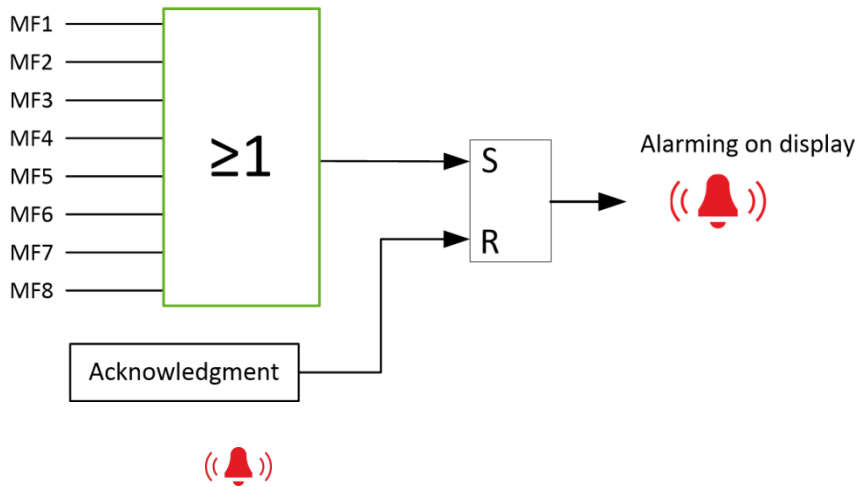 MF1
MF2
MF3
MF4
MF5
MF6
MF7
MF8
≥1
S
R
Alarming on display
Acknowledgment